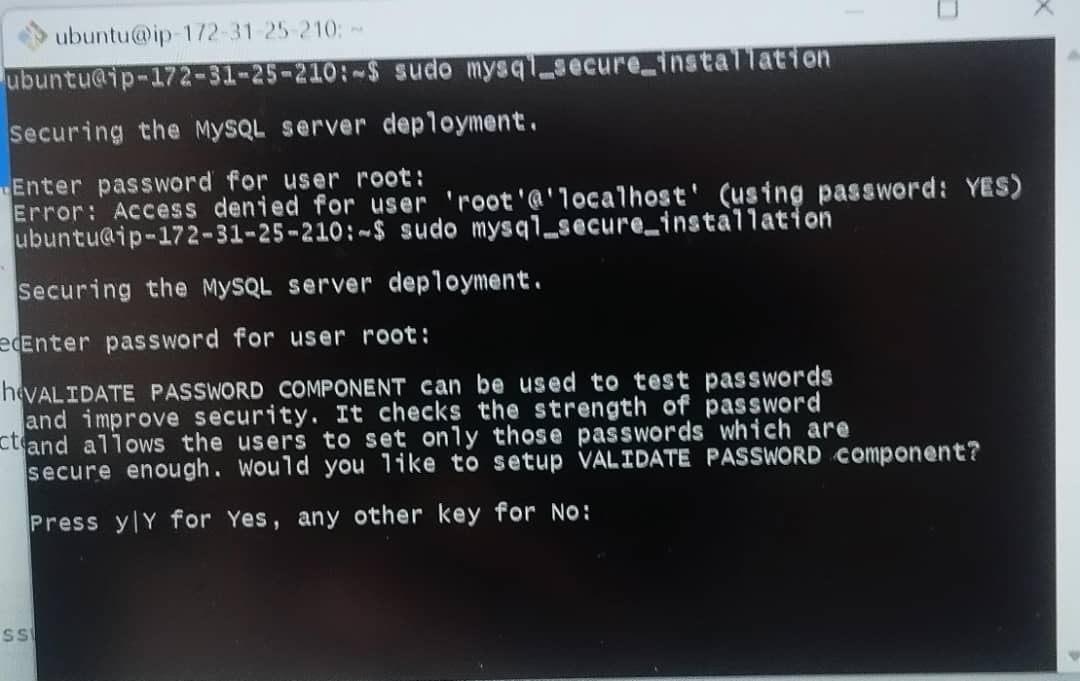 ubuntu@ip-172-31-25-210: ~
ubuntu@ip-172-31-25-210:~$ sudo mysql_secure_installation
Securing the MySQL server deployment.
Enter password for user root:
Error: Access denied for user 'root'@'localhost' (using password: YES)
ubuntu@ip-172-31-25-210:~$ sudo mysql_secure_installation
Securing the MySQL server deployment.
Enter password for user root:
VALIDATE PASSWORD COMPONENT can be used to test passwords
and improve security. It checks the strength of password
and allows the users to set only those passwords which are
secure enough. Would you like to setup VALIDATE PASSWORD component?
Press y|Y for Yes, any other key for No: